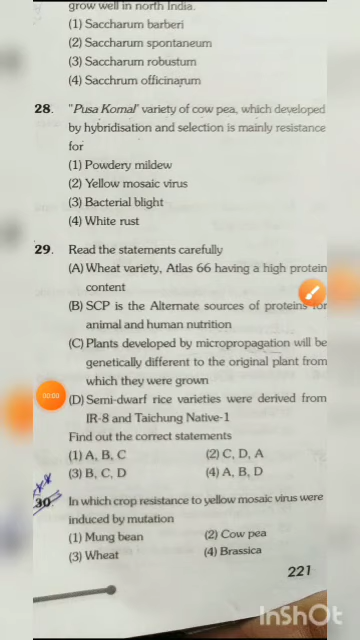 grow well in north India.
(1) Saccharum barberi
(2) Saccharum spontaneum
(3) Saccharum robustum
(4) Sacchrum officinarum
28. "Pusa Komal" variety of cow pea, which developed
by hybridisation and selection is mainly resistance
for
(1) Powdery mildew
(2) Yellow mosaic virus
(3) Bacterial blight
(4) White rust
29. Read the statements carefully
(A) Wheat variety, Atlas 66 having a high protein
content
(B) SCP is the Alternate sources of proteins for
animal and human nutrition
(C) Plants developed by micropropagation will be
genetically different to the original plant from
which they were grown
00:00
(D) Semi-dwarf rice varieties were derived from
IR-8 and Taichung Native-1
Find out the correct statements
(1) A, B, C (2) C, D, A
(3) B, C, D (4) A, B, D
30. In which crop resistance to yellow mosaic virus were
induced by mutation
(1) Mung bean (2) Cow pea
(3) Wheat (4) Brassica
221
InShOt